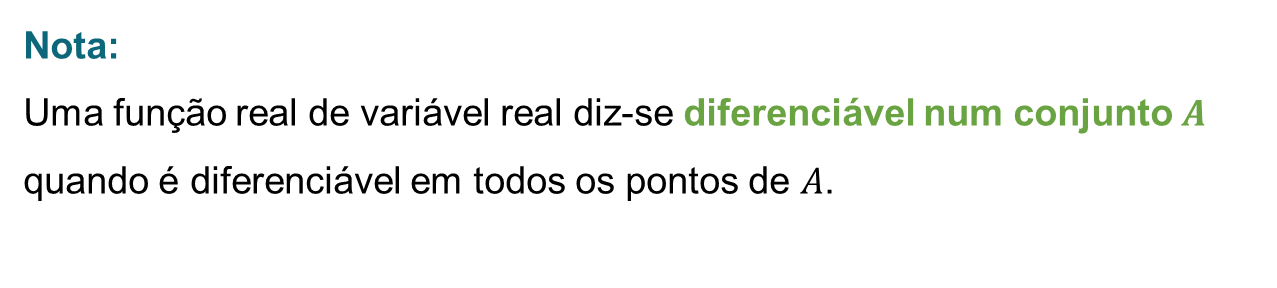 Nota:
Uma função real de variável real diz-se diferenciável num conjunto A
quando é diferenciável em todos os pontos de A.